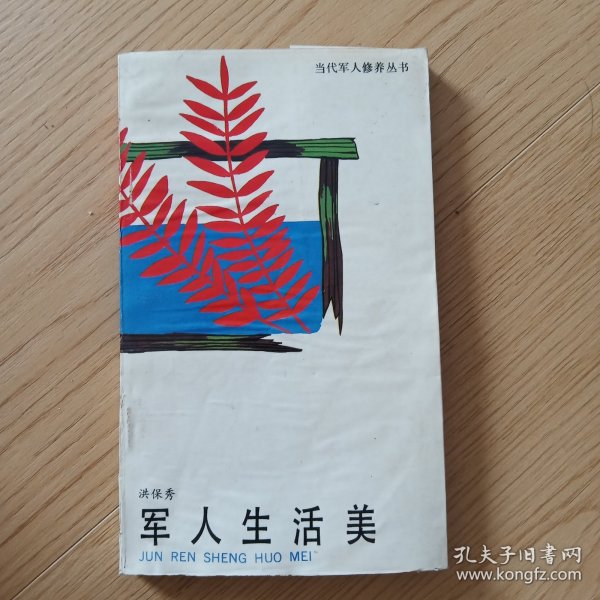 当代军人修养丛书
洪保秀
军人生活美
JUN REN SHENG HUO MEI
孔夫子旧书网
www.kongfz.com